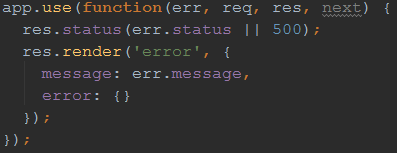 app.use(function(err, req, res, next) {
  res.status(err.status || 500);
  res.render('error', {
    message: err.message,
    error: {}
  });
});